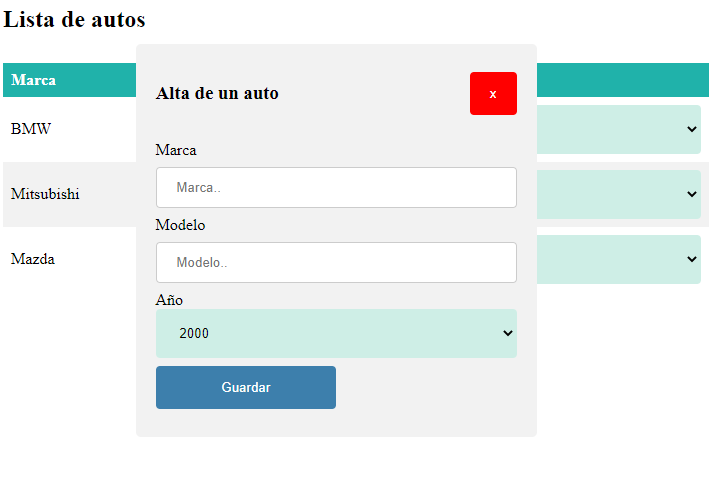 Lista de autos
Marca
BMW
Mitsubishi
Mazda
Alta de un auto
x
Marca
Marca..
Modelo
Modelo..
Año
2000
Guardar